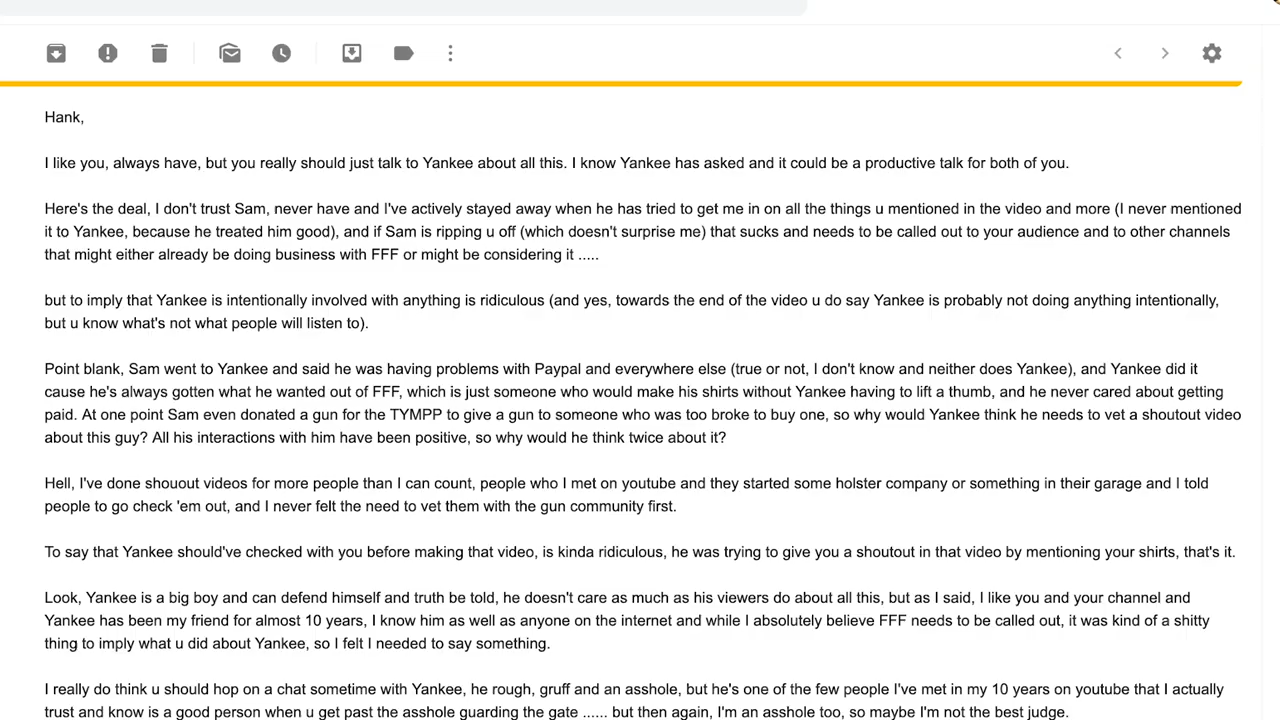 Hank,
I like you, always have, but you really should just talk to Yankee about all this. I know Yankee has asked and it could be a productive talk for both of you.
Here's the deal, I don't trust Sam, never have and I've actively stayed away when he has tried to get me in on all the things u mentioned in the video and more (I never mentioned
it to Yankee, because he treated him good), and if Sam is ripping u off (which doesn't surprise me) that sucks and needs to be called out to your audience and to other channels
that might either already be doing business with FFF or might be considering it .....
but to imply that Yankee is intentionally involved with anything is ridiculous (and yes, towards the end of the video u do say Yankee is probably not doing anything intentionally,
but u know what's not what people will listen to).
Point blank, Sam went to Yankee and said he was having problems with Paypal and everywhere else (true or not, I don't know and neither does Yankee), and Yankee did it
cause he's always gotten what he wanted out of FFF, which is just someone who would make his shirts without Yankee having to lift a thumb, and he never cared about getting
paid. At one point Sam even donated a gun for the TYMPP to give a gun to someone who was too broke to buy one, so why would Yankee think he needs to vet a shoutout video
about this guy? All his interactions with him have been positive, so why would he think twice about it?
Hell, I've done shouout videos for more people than I can count, people who I met on youtube and they started some holster company or something in their garage and I told
people to go check 'em out, and I never felt the need to vet them with the gun community first.
To say that Yankee should've checked with you before making that video, is kinda ridiculous, he was trying to give you a shoutout in that video by mentioning your shirts, that's it.
Look, Yankee is a big boy and can defend himself and truth be told, he doesn't care as much as his viewers do about all this, but as I said, I like you and your channel and
Yankee has been my friend for almost 10 years, I know him as well as anyone on the internet and while I absolutely believe FFF needs to be called out, it was kind of a shitty
thing to imply what u did about Yankee, so I felt I needed to say something.
I really do think u should hop on a chat sometime with Yankee, he rough, gruff and an asshole, but he's one of the few people I've met in my 10 years on youtube that I actually
trust and know is a good person when u get past the asshole guarding the gate ...... but then again, I'm an asshole too, so maybe I'm not the best judge.